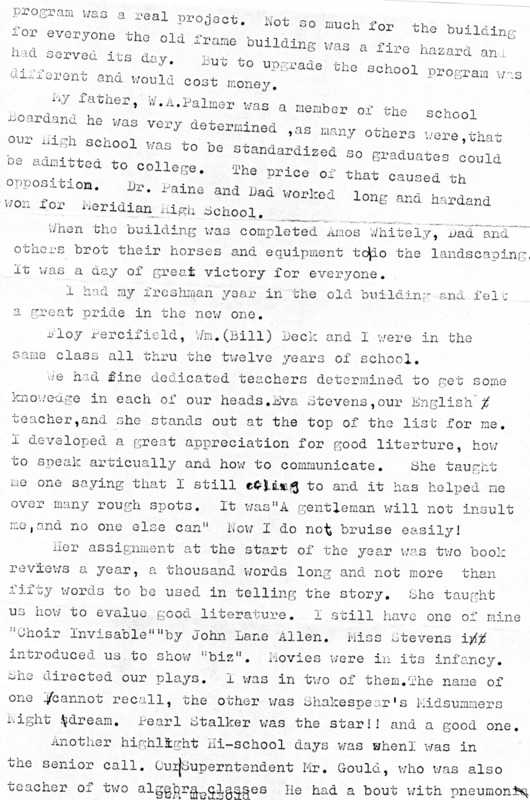 program was a real project.  Not so much for  the building
for everyone the old frame building was a fire hazard and
had served its day.   But to upgrade the school program was
different and would cost money.
My father, W.A.Palmer was a member of the  school
Boardand he was very determined ,as many others were,that
our High school was to be standardized so graduates could
be admitted to college.   The price of that caused th
opposition.   Dr. Paine and Dad worked  long and hardand
won for  Meridian High School.
When the building was completed Amos Whitely, Dad and
others brot their horses and equipment to do the landscaping.
It was a day of great victory for everyone.
I had my freshman year in the old building and felt
a great pride in the new one.
Floy Percifield, Wm.(Bill) Deck and I were in the
same class all thru the twelve years of school.
We had fine dedicated teachers determined to get some
knowedge in each of our heads.Eva Stevens,our English
teacher,and she stands out at the top of the list for me.
I developed a great appreciation for good literture, how
to speak articually and how to communicate.   She taught
me one saying that I still cling to and it has helped me
over many rough spots.  It was"A gentleman will not insult
me,and no one else can"  Now I do not bruise easily!
Her assignment at the start of the year was two book
reviews a year, a thousand words long and not more  than
fifty words to be used in telling the story.  She taught
us how to evalue good literature.  I still have one of mine
"Choir Invisable""by John Lane Allen.  Miss Stevens
introduced us to show "biz".  Movies were in its infancy.
She directed our plays.  I was in two of them.The name of
one I cannot recall, the other was Shakespear's Midsummers
Night dream.  Pearl Stalker was the star!! and a good one.
Another highlight Hi-school days was whenI was in
the senior call. Our Superntendent Mr. Gould, who was also
teacher of two algebra classes  He had a bout with pneumoni
program was